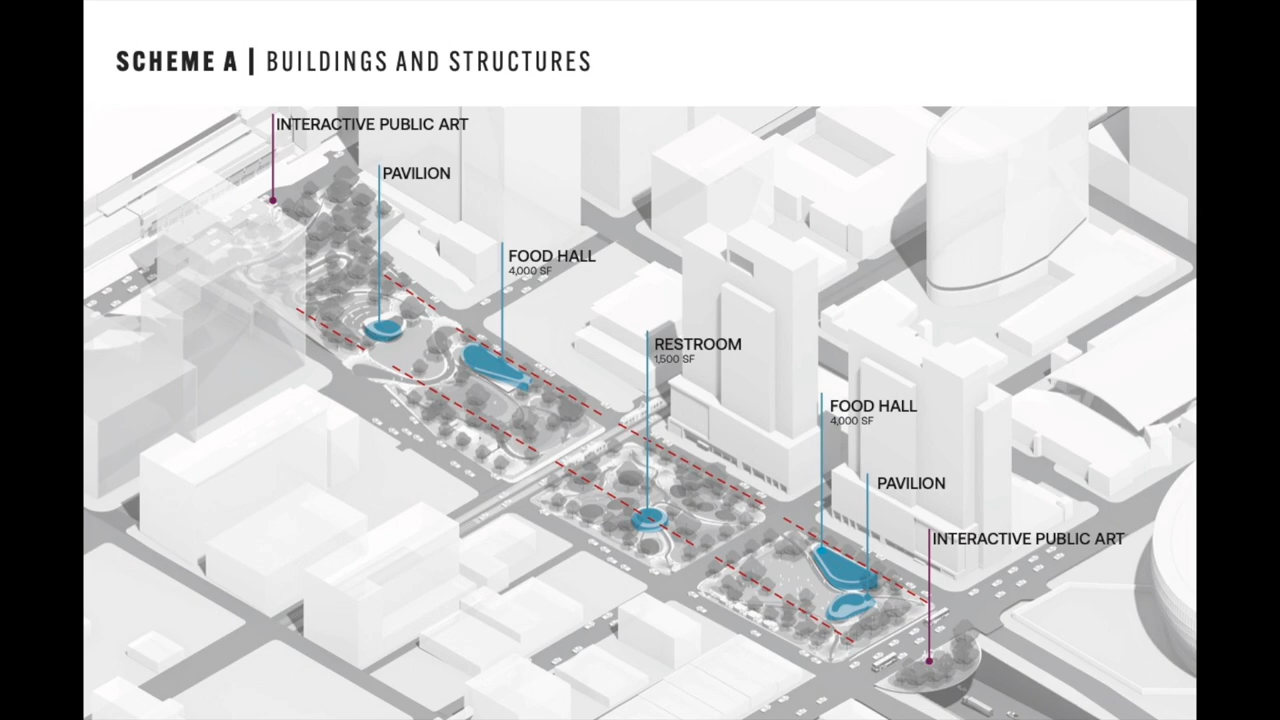 SCHEME A | BUILDINGS AND STRUCTURES
INTERACTIVE PUBLIC ART
PAVILION
FOOD HALL
4,000 SF
RESTROOM
1,500 SF
FOOD HALL
4,000 SF
PAVILION
INTERACTIVE PUBLIC ART